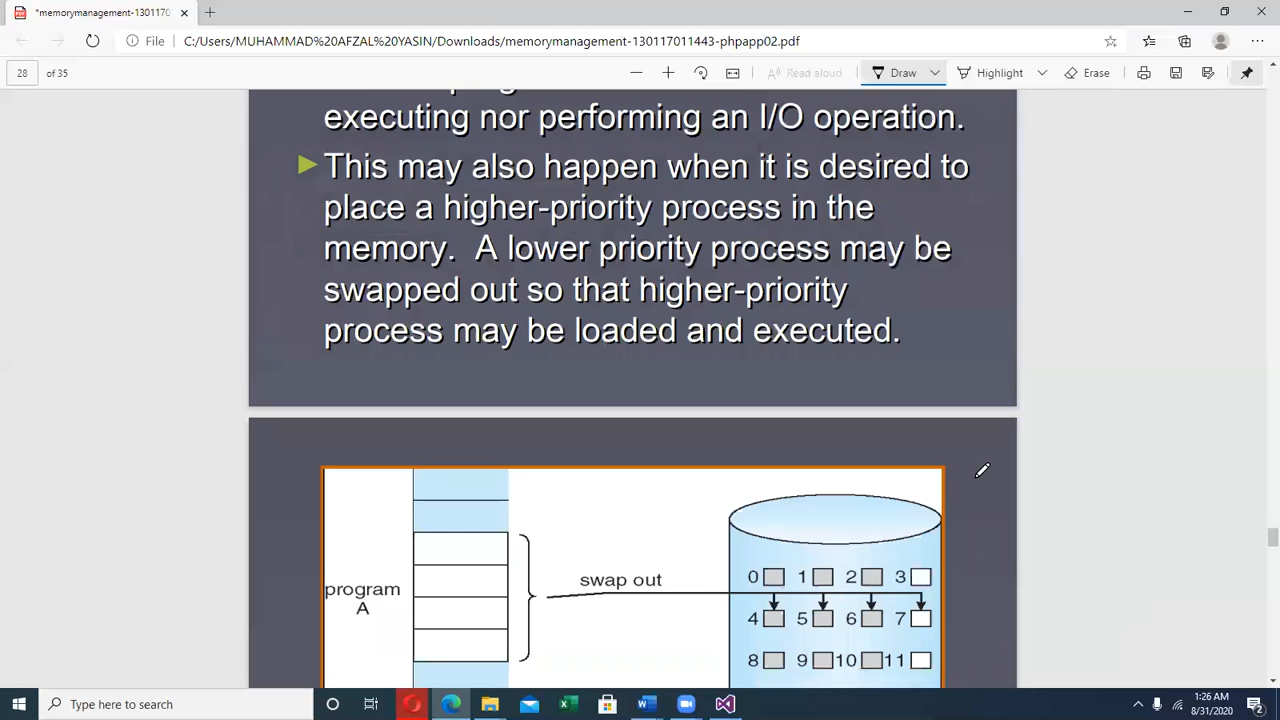 *memorymanagement-1301170
File
C:/Users/MUHAMMAD%20AFZAL%20YASIN/Downloads/memorymanagement-130117011443-phpapp02.pdf
28 of 35
Read aloud
Draw
Highlight
Erase
executing nor performing an I/O operation.
This may also happen when it is desired to
place a higher-priority process in the
memory. A lower priority process may be
swapped out so that higher-priority
process may be loaded and executed.
program
A
swap out
0 1 2 3
4 5 6 7
8 9 10 11
Type here to search
1:26 AM
8/31/2020
2